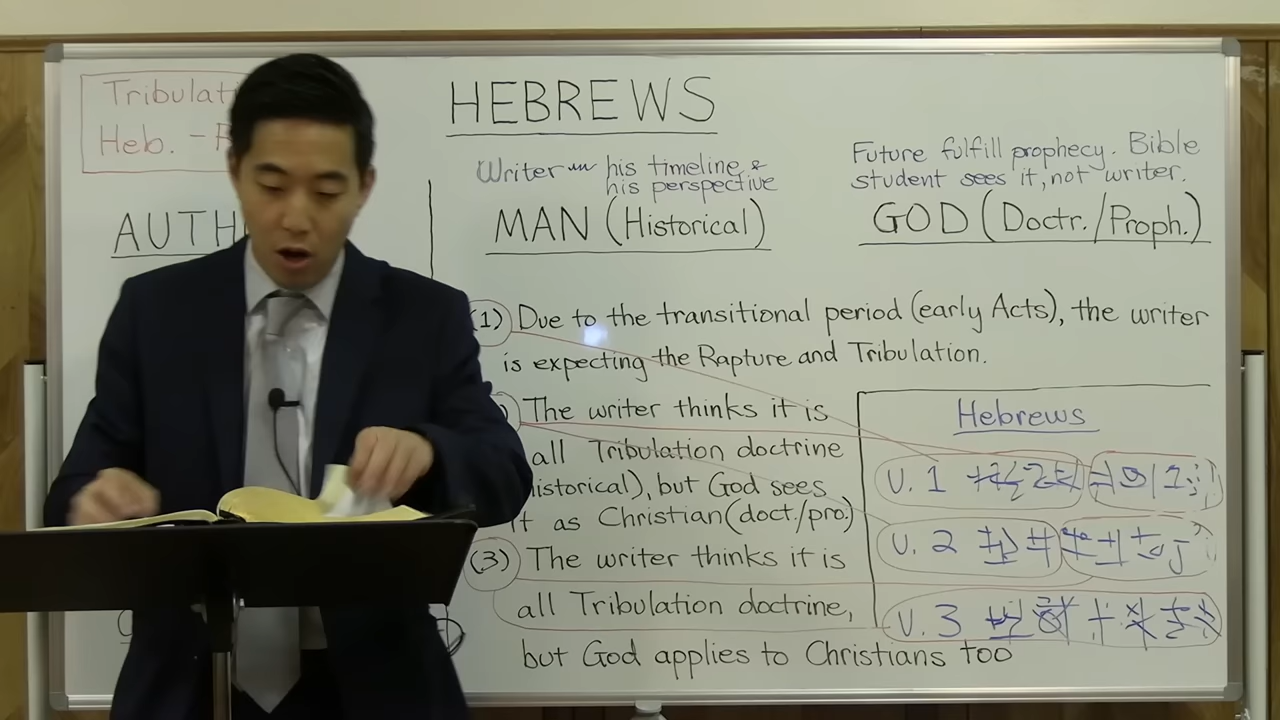 Tribulat
Heb. –
HEBREWS
Writer in his timeline &
his perspective
Future fulfill prophecy. Bible
student sees it, not writer.
AUTH
MAN (Historical)
GOD (Doctr./Proph.)
(1) Due to the transitional period (early Acts), the writer
is expecting the Rapture and Tribulation.
The writer thinks it is
all Tribulation doctrine
istorical), but God sees
it as Christian (doct./pro.)
(3) The writer thinks it is
all Tribulation doctrine,
but God applies to Christians too
Hebrews
V. 1
V. 2
V. 3